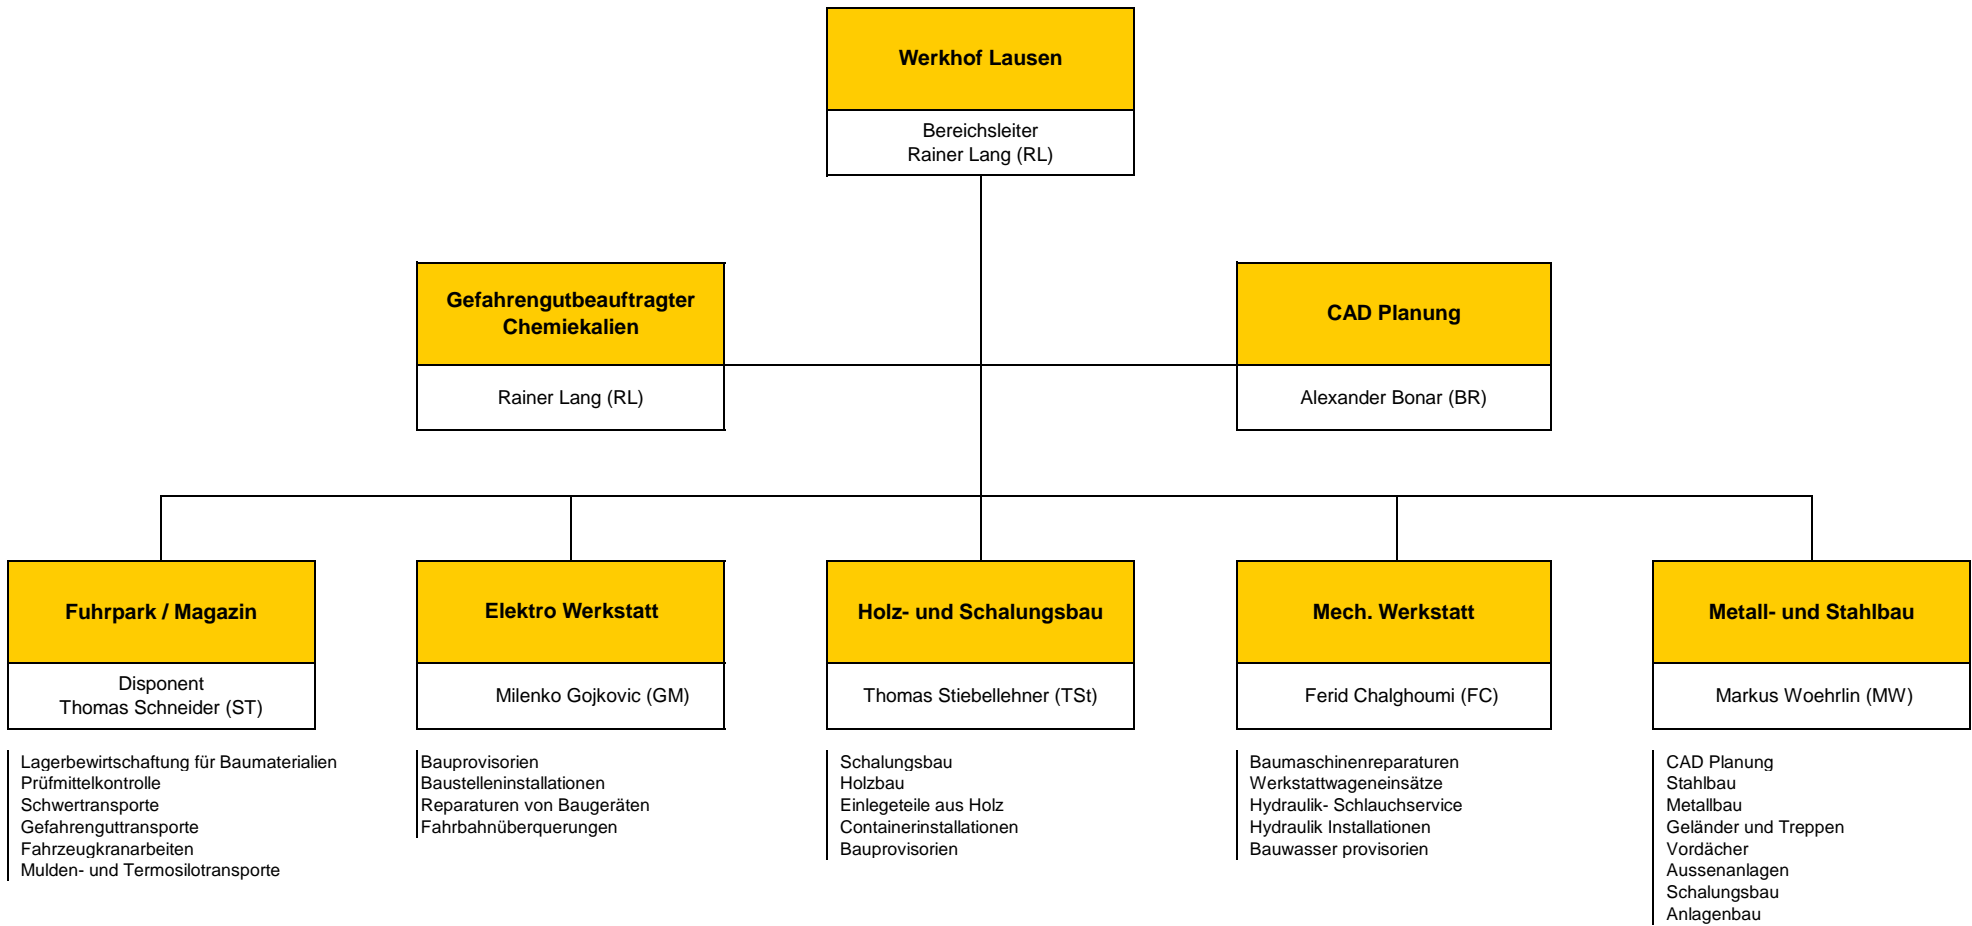 Werkhof Lausen
Bereichsleiter
Rainer Lang (RL)
Gefahrengutbeauftragter
Chemiekalien
Rainer Lang (RL)
CAD Planung
Alexander Bonar (BR)
Fuhrpark / Magazin
Disponent
Thomas Schneider (ST)
Lagerbewirtschaftung für Baumaterialien
Prüfmittelkontrolle
Schwertransporte
Gefahrenguttransporte
Fahrzeugkranarbeiten
Mulden- und Termosilotransporte
Elektro Werkstatt
Milenko Gojkovic (GM)
Bauprovisorien
Baustelleninstallationen
Reparaturen von Baugeräten
Fahrbahnüberquerungen
Holz- und Schalungsbau
Thomas Stiebellehner (TSt)
Schalungsbau
Holzbau
Einlegeteile aus Holz
Containerinstallationen
Bauprovisorien
Mech. Werkstatt
Ferid Chalghoumi (FC)
Baumaschinenreparaturen
Werkstattwageneinsätze
Hydraulik- Schlauchservice
Hydraulik Installationen
Bauwasser provisorien
Metall- und Stahlbau
Markus Woehrlin (MW)
CAD Planung
Stahlbau
Metallbau
Geländer und Treppen
Vordächer
Aussenanlagen
Schalungsbau
Anlagenbau